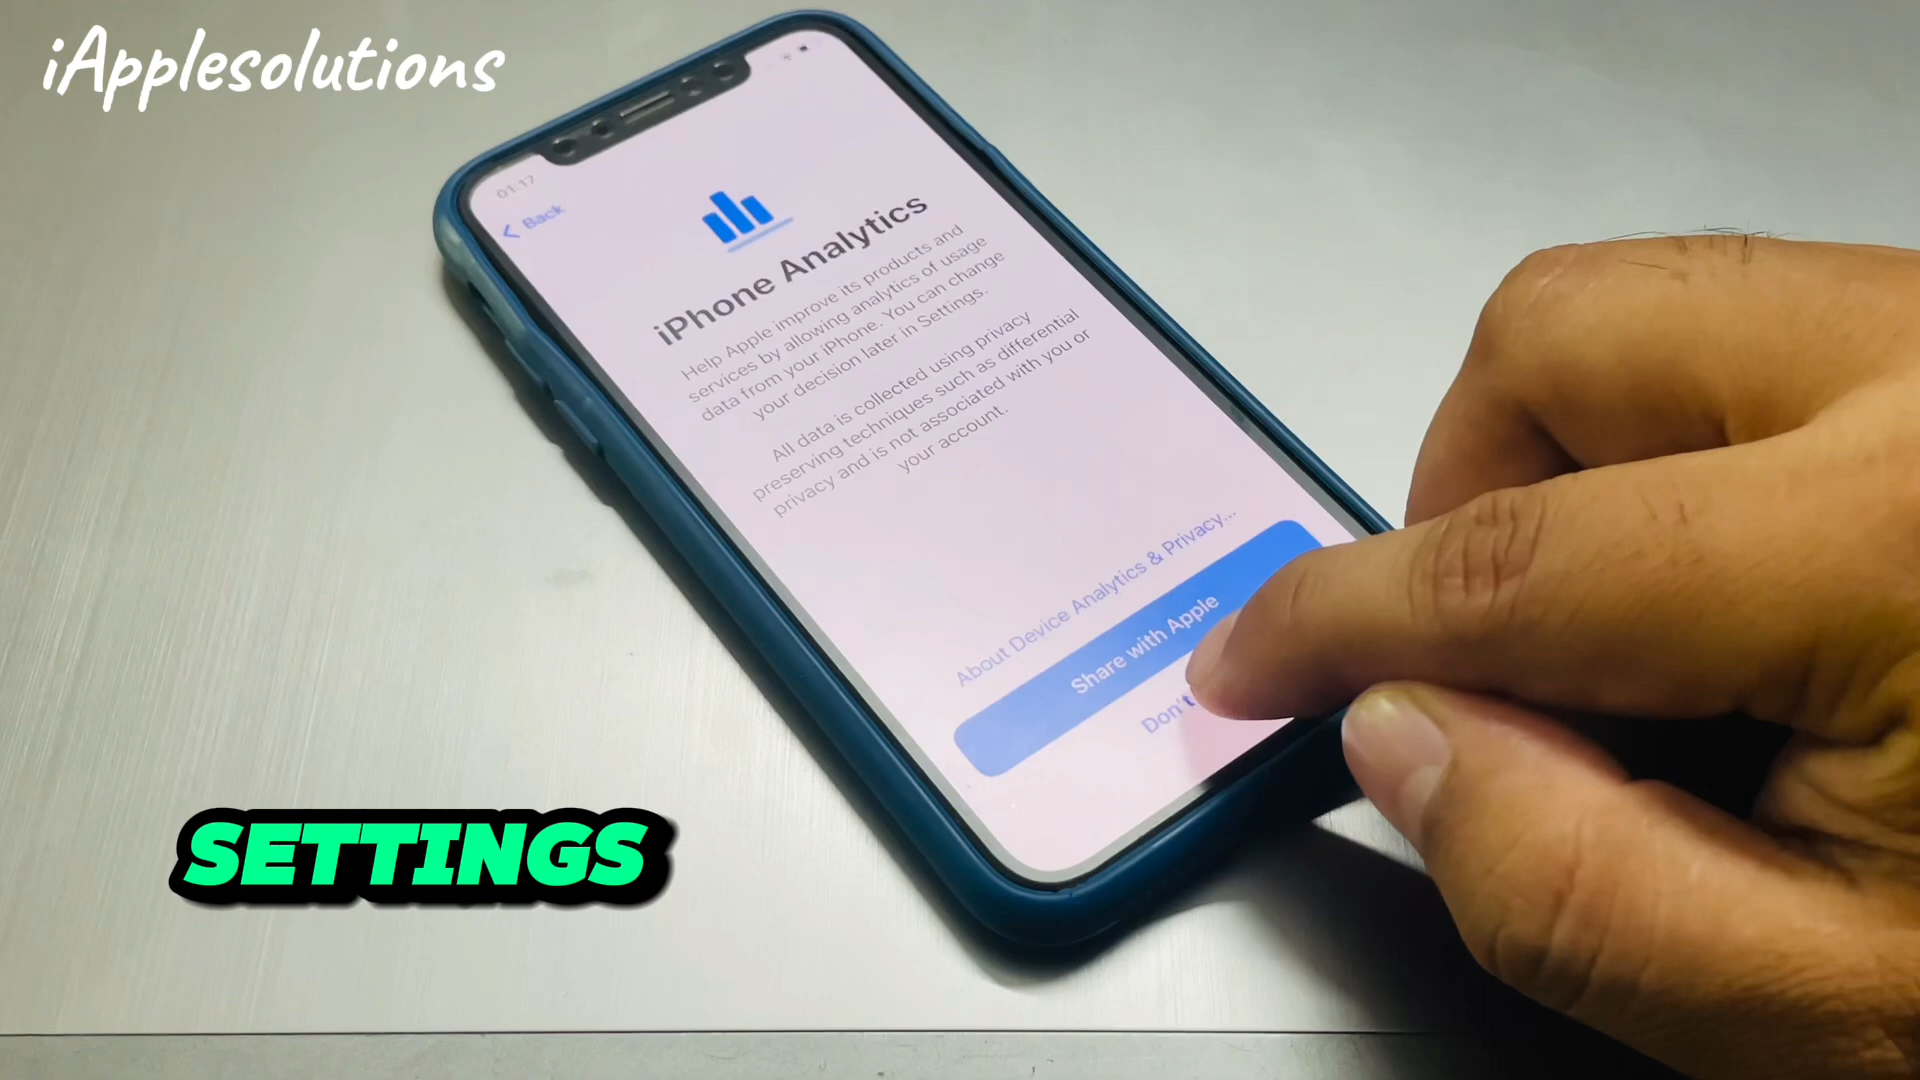 iApplesolutions
01:17
Back
iPhone Analytics
Help Apple improve its products and
services by allowing analytics of usage
data from your iPhone. You can change
your decision later in Settings.
All data is collected using privacy
preserving techniques such as differential
privacy and is not associated with you or
your account.
About Device Analytics & Privacy...
Share with Apple
Don't
SETTINGS